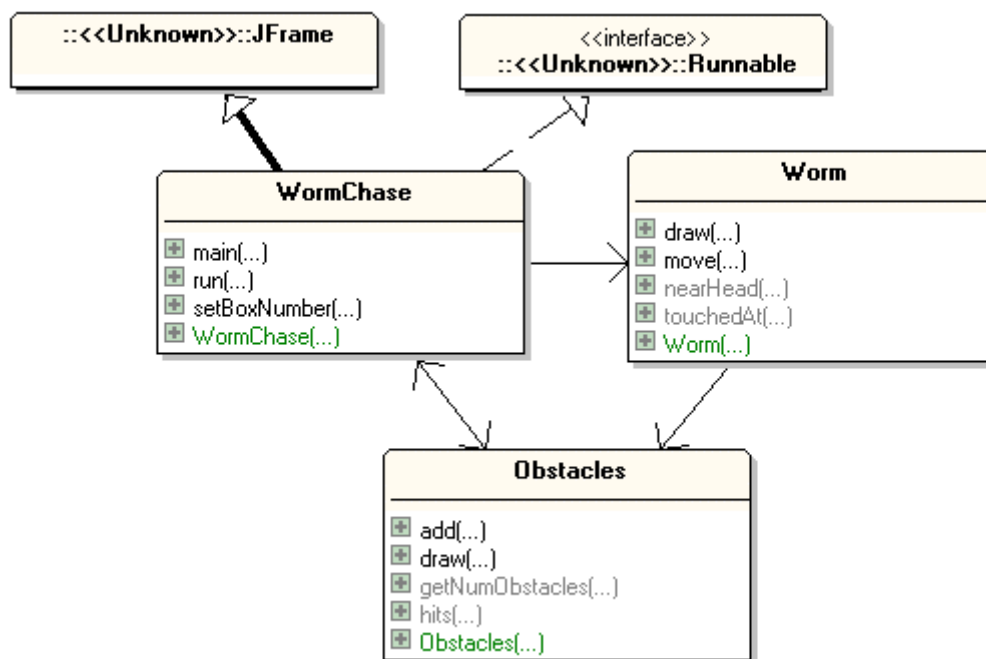 ::<<Unknown>>::JFrame
<<interface>>
::<<Unknown>>::Runnable
WormChase
main(...)
run(...)
setBoxNumber(...)
WormChase(...)
Worm
draw(...)
move(...)
nearHead(...)
touchedAt(...)
Worm(...)
Obstacles
add(...)
draw(...)
getNumObstacles(...)
hits(...)
Obstacles(...)